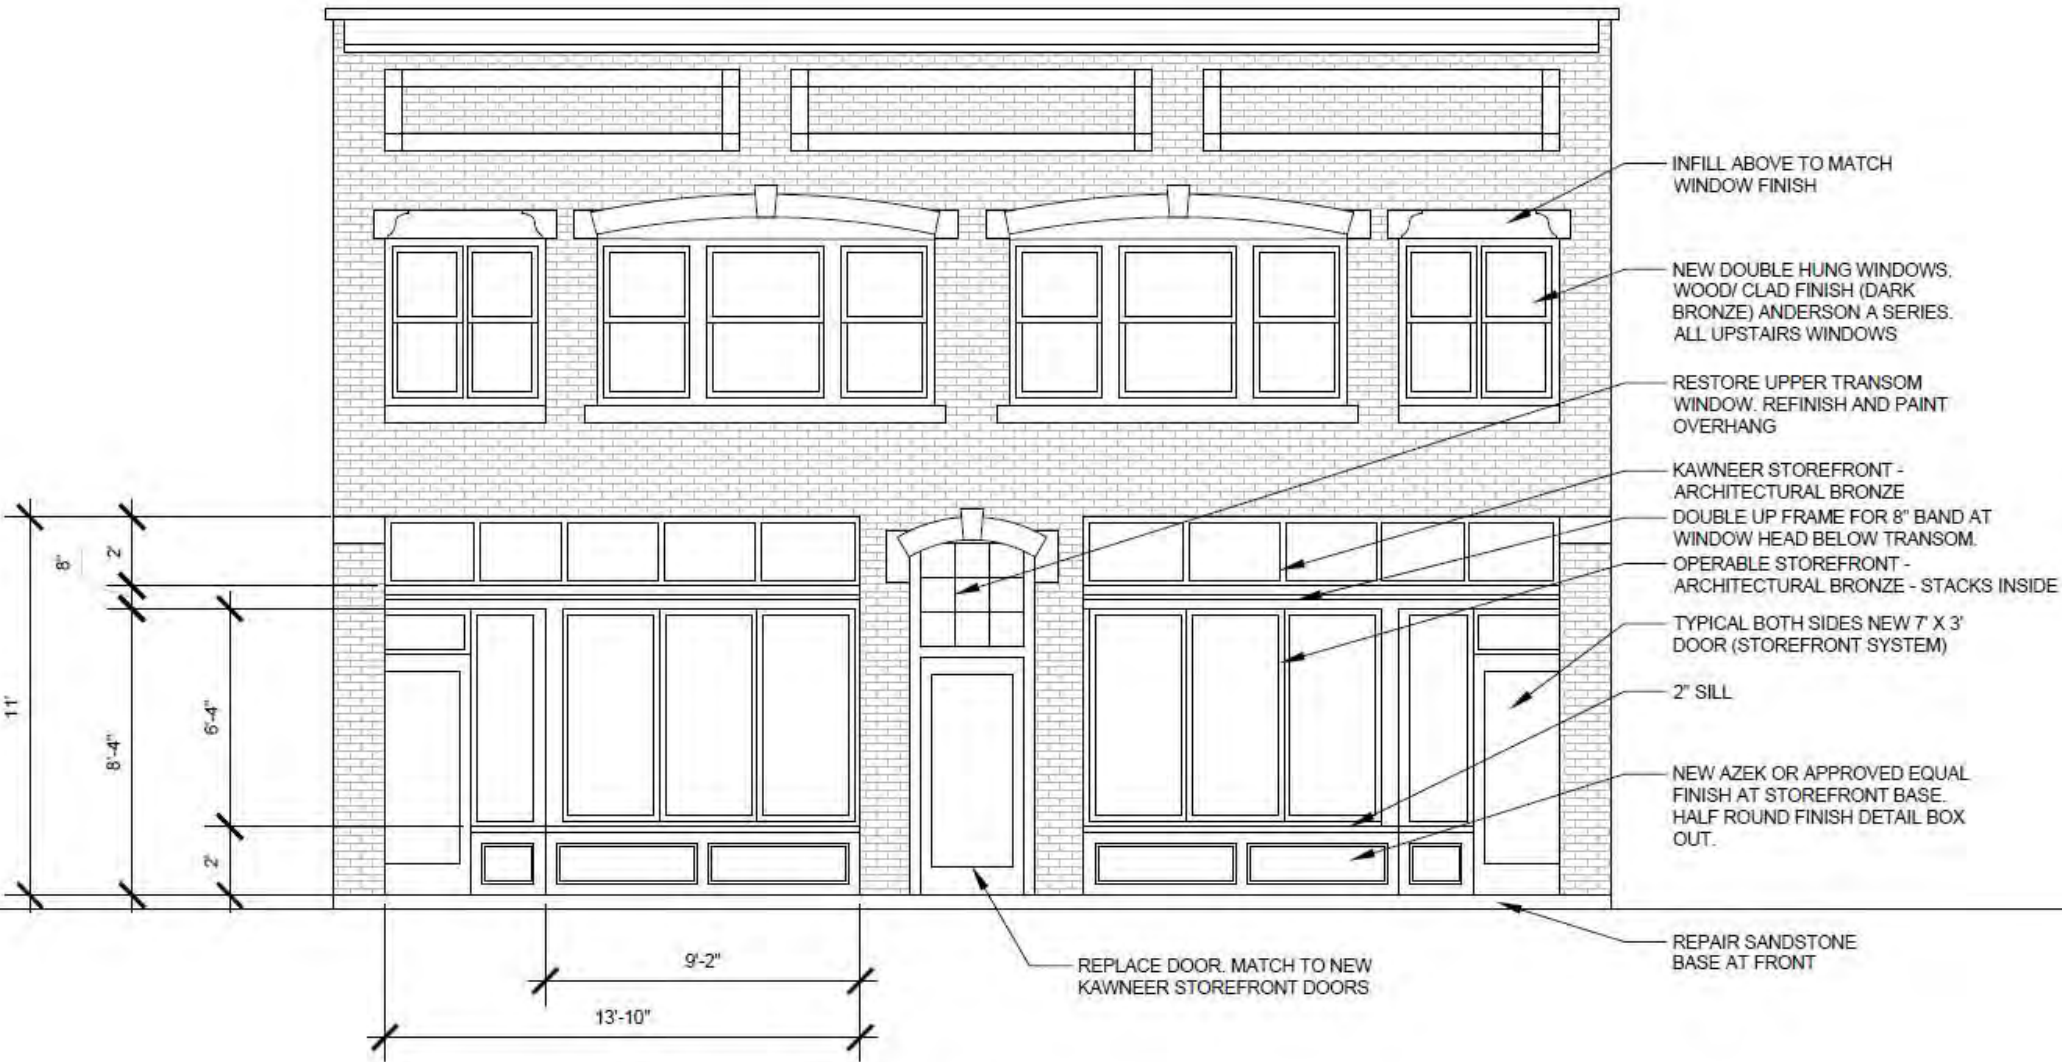 INFILL ABOVE TO MATCH
WINDOW FINISH
NEW DOUBLE HUNG WINDOWS.
WOOD/ CLAD FINISH (DARK
BRONZE) ANDERSON A SERIES.
ALL UPSTAIRS WINDOWS
RESTORE UPPER TRANSOM
WINDOW. REFINISH AND PAINT
OVERHANG
KAWNEER STOREFRONT -
ARCHITECTURAL BRONZE
DOUBLE UP FRAME FOR 8" BAND AT
WINDOW HEAD BELOW TRANSOM.
OPERABLE STOREFRONT -
ARCHITECTURAL BRONZE - STACKS INSIDE
TYPICAL BOTH SIDES NEW 7' X 3'
DOOR (STOREFRONT SYSTEM)
2" SILL
NEW AZEK OR APPROVED EQUAL
FINISH AT STOREFRONT BASE.
HALF ROUND FINISH DETAIL BOX
OUT.
REPAIR SANDSTONE
BASE AT FRONT
REPLACE DOOR. MATCH TO NEW
KAWNEER STOREFRONT DOORS
11'
8"
2'
8'-4"
6'-4"
2'
9'-2"
13'-10"